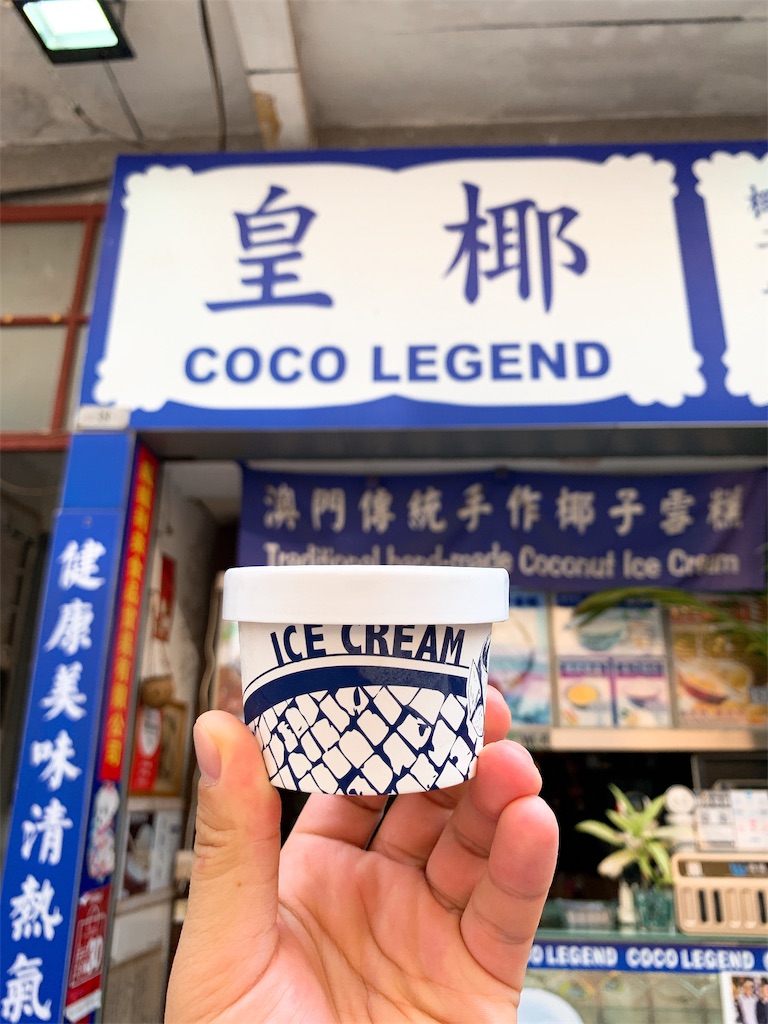 皇椰
COCO LEGEND
澳門傳統手作椰子雪糕
Traditional hand-made Coconut Ice Cream
ICE CREAM
健康美味清熱氣
COCO LEGEND COCO LEGEND